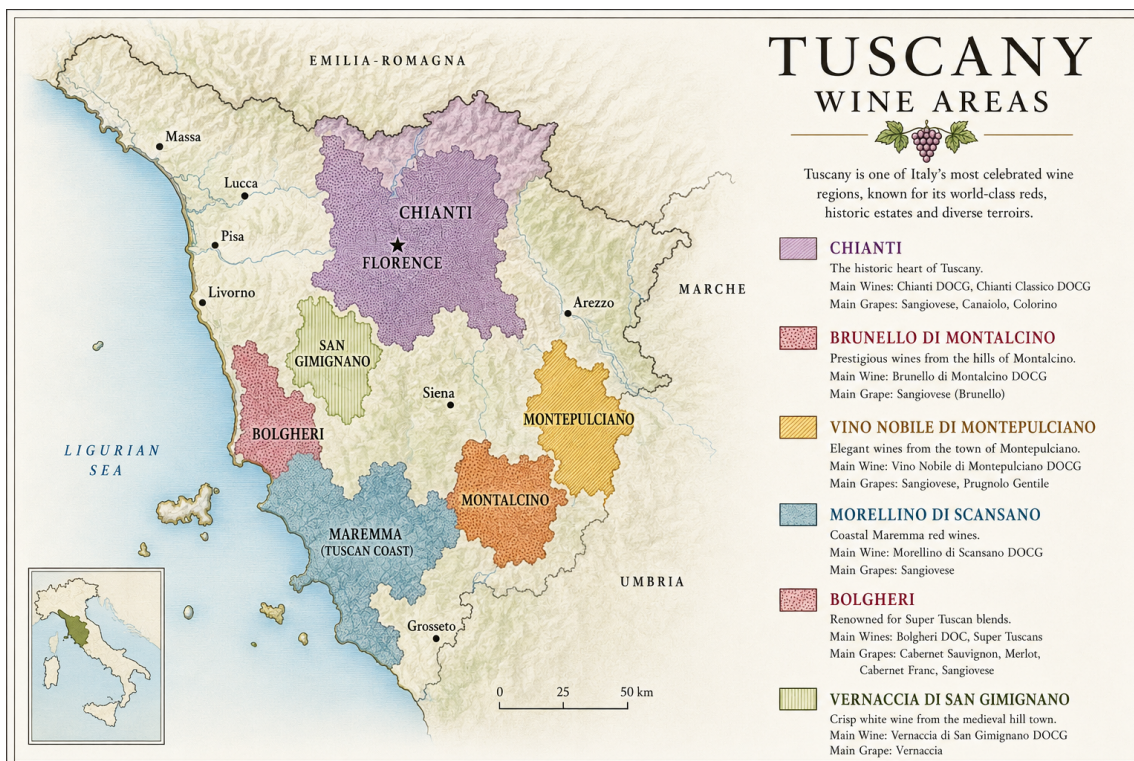 TUSCANY
WINE AREAS
Tuscany is one of Italy's most celebrated wine
regions, known for its world-class reds,
historic estates and diverse terroirs.
CHIANTI
The historic heart of Tuscany.
Main Wines: Chianti DOCG, Chianti Classico DOCG
Main Grapes: Sangiovese, Canaiolo, Colorino
BRUNELLO DI MONTALCINO
Prestigious wines from the hills of Montalcino.
Main Wine: Brunello di Montalcino DOCG
Main Grape: Sangiovese (Brunello)
VINO NOBILE DI MONTEPULCIANO
Elegant wines from the town of Montepulciano.
Main Wine: Vino Nobile di Montepulciano DOCG
Main Grapes: Sangiovese, Prugnolo Gentile
MORELLINO DI SCANSANO
Coastal Maremma red wines.
Main Wine: Morellino di Scansano DOCG
Main Grapes: Sangiovese
BOLGHERI
Renowned for Super Tuscan blends.
Main Wines: Bolgheri DOC, Super Tuscans
Main Grapes: Cabernet Sauvignon, Merlot,
Cabernet Franc, Sangiovese
VERNACCIA DI SAN GIMIGNANO
Crisp white wine from the medieval hill town.
Main Wine: Vernaccia di San Gimignano DOCG
Main Grape: Vernaccia
EMILIA-ROMAGNA
Massa
Lucca
CHIANTI
Pisa
FLORENCE
MARCHE
Livorno
Arezzo
SAN
GIMIGNANO
Siena
MONTEPULCIANO
BOLGHERI
LIGURIAN
SEA
MONTALCINO
MAREMMA
(TUSCAN COAST)
UMBRIA
Grosseto
0 25 50 km